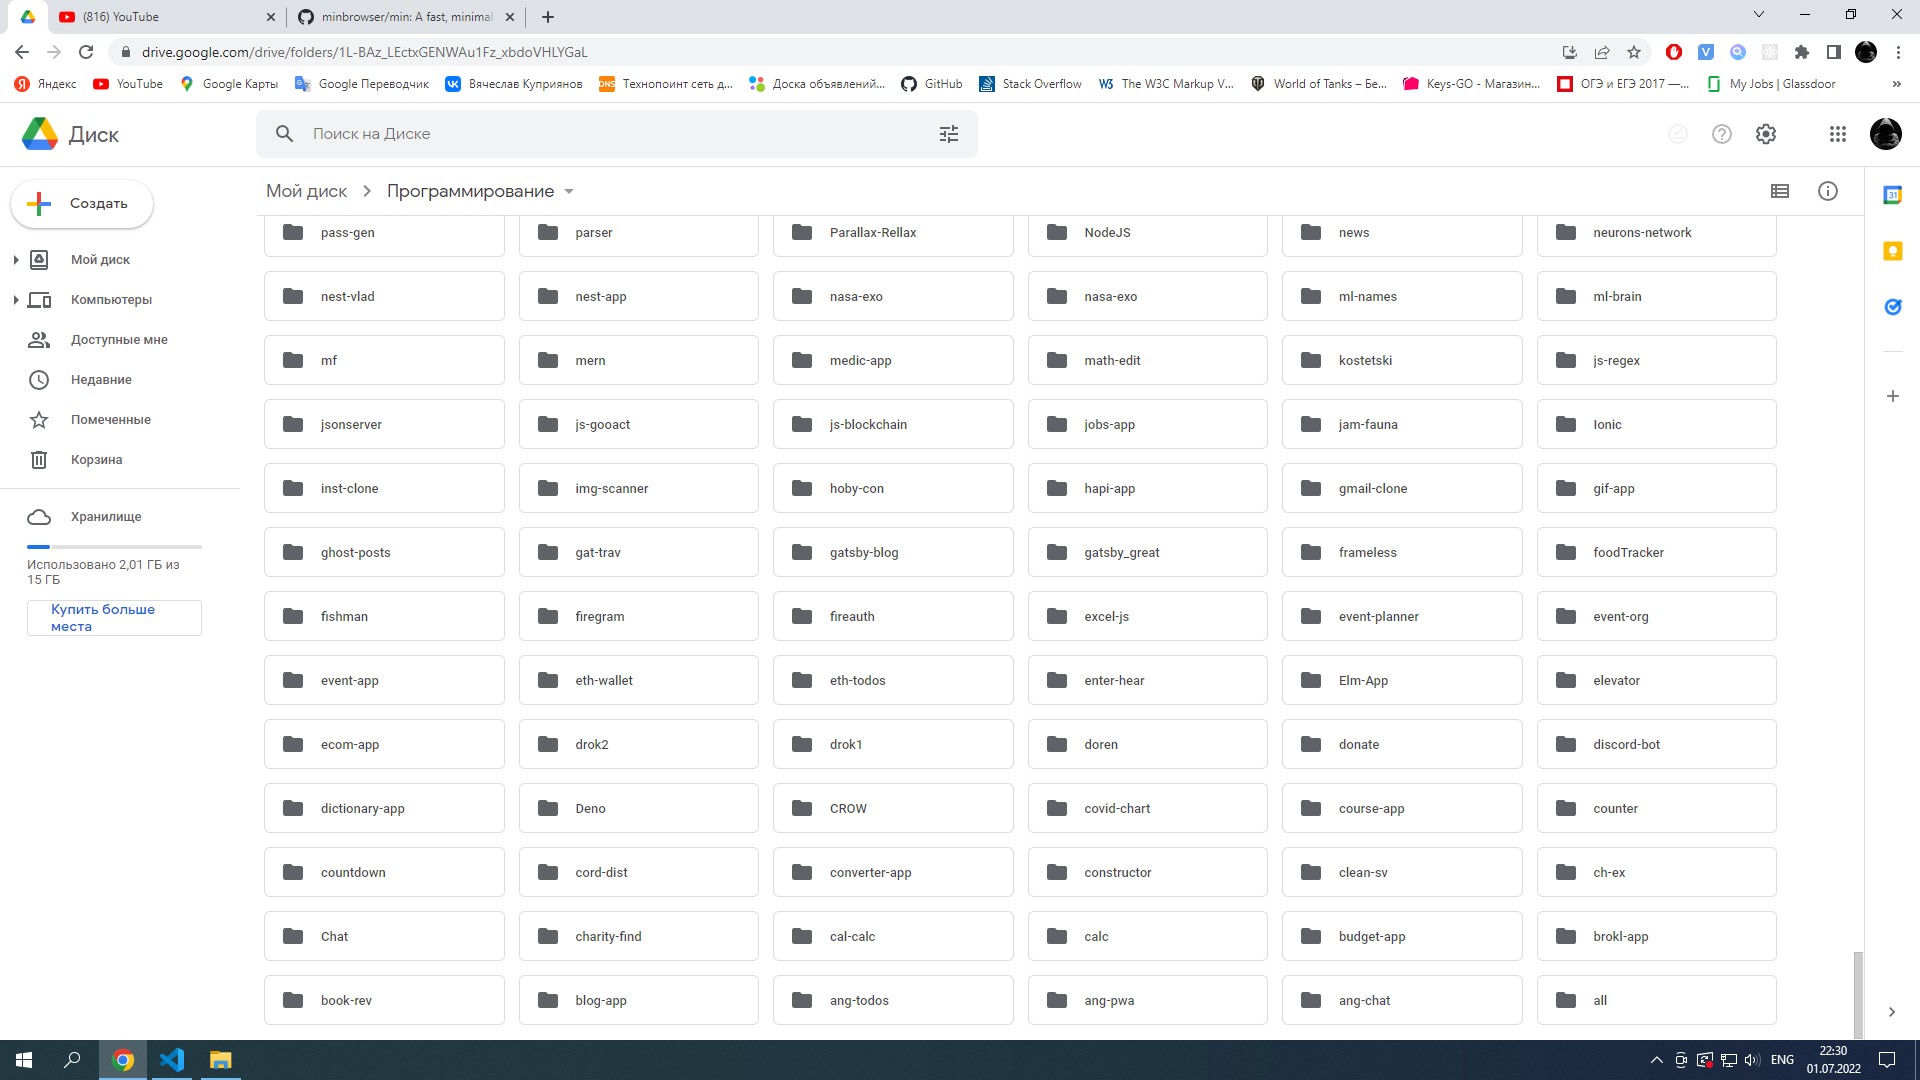 (816) YouTube
minbrowser/min: A fast, minimal
drive.google.com/drive/folders/1L-BAz_LEctxGENWAu1Fz_xbdoVHLYGaL
Яндекс YouTube Google Карты Google Переводчик Вячеслав Куприянов DNS Технопоинт сеть д... Доска объявлений... GitHub Stack Overflow W3 The W3C Markup V... World of Tanks – Бе... Keys-GO - Магазин... ОГЭ и ЕГЭ 2017 —... My Jobs | Glassdoor »
Диск
Поиск на Диске
Создать
Мой диск
Компьютеры
Доступные мне
Недавние
Помеченные
Корзина
Хранилище
Использовано 2,01 ГБ из
15 ГБ
Купить больше
места
Мой диск > Программирование
pass-gen parser Parallax-Rellax NodeJS news neurons-network
nest-vlad nest-app nasa-exo nasa-exo ml-names ml-brain
mf mern medic-app math-edit kostetski js-regex
jsonserver js-gooact js-blockchain jobs-app jam-fauna Ionic
inst-clone img-scanner hoby-con hapi-app gmail-clone gif-app
ghost-posts gat-trav gatsby-blog gatsby_great frameless foodTracker
fishman firegram fireauth excel-js event-planner event-org
event-app eth-wallet eth-todos enter-hear Elm-App elevator
ecom-app drok2 drok1 doren donate discord-bot
dictionary-app Deno CROW covid-chart course-app counter
countdown cord-dist converter-app constructor clean-sv ch-ex
Chat charity-find cal-calc calc budget-app brokl-app
book-rev blog-app ang-todos ang-pwa ang-chat all
31
ENG
22:30
01.07.2022